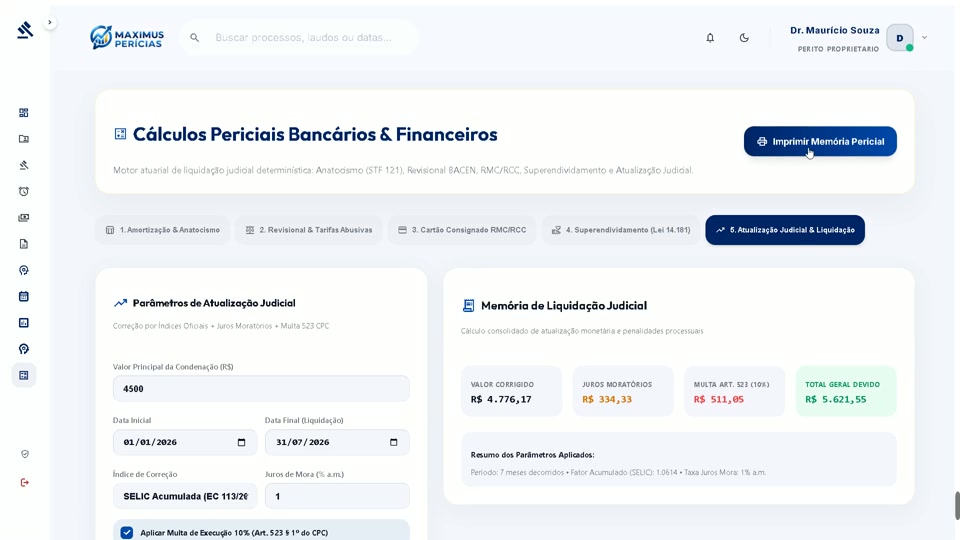 MAXIMUS
PERÍCIAS
Buscar processos, laudos ou datas...
Dr. Maurício Souza
PERITO PROPRIETARIO
D
Cálculos Periciais Bancários & Financeiros
Imprimir Memória Pericial
Motor atuarial de liquidação judicial determinística: Anatocismo (STF 121), Revisional BACEN, RMC/RCC, Superendividamento e Atualização Judicial.
1. Amortização & Anatocismo
2. Revisional & Tarifas Abusivas
3. Cartão Consignado RMC/RCC
4. Superendividamento (Lei 14.181)
5. Atualização Judicial & Liquidação
Parâmetros de Atualização Judicial
Correção por Índices Oficiais + Juros Moratórios + Multa 523 CPC
Valor Principal da Condenação (R$)
4500
Data Inicial
Data Final (Liquidação)
01/01/2026
31/07/2026
Índice de Correção
Juros de Mora (% a.m.)
SELIC Acumulada (EC 113/20
1
Aplicar Multa de Execução 10% (Art. 523 § 1º do CPC)
Memória de Liquidação Judicial
Cálculo consolidado de atualização monetária e penalidades processuais
VALOR CORRIGIDO
R$ 4.776,17
JUROS MORATÓRIOS
R$ 334,33
MULTA ART. 523 (10%)
R$ 511,05
TOTAL GERAL DEVIDO
R$ 5.621,55
Resumo dos Parâmetros Aplicados:
Período: 7 meses decorridos • Fator Acumulado (SELIC): 1.0614 • Taxa Juros Mora: 1% a.m.